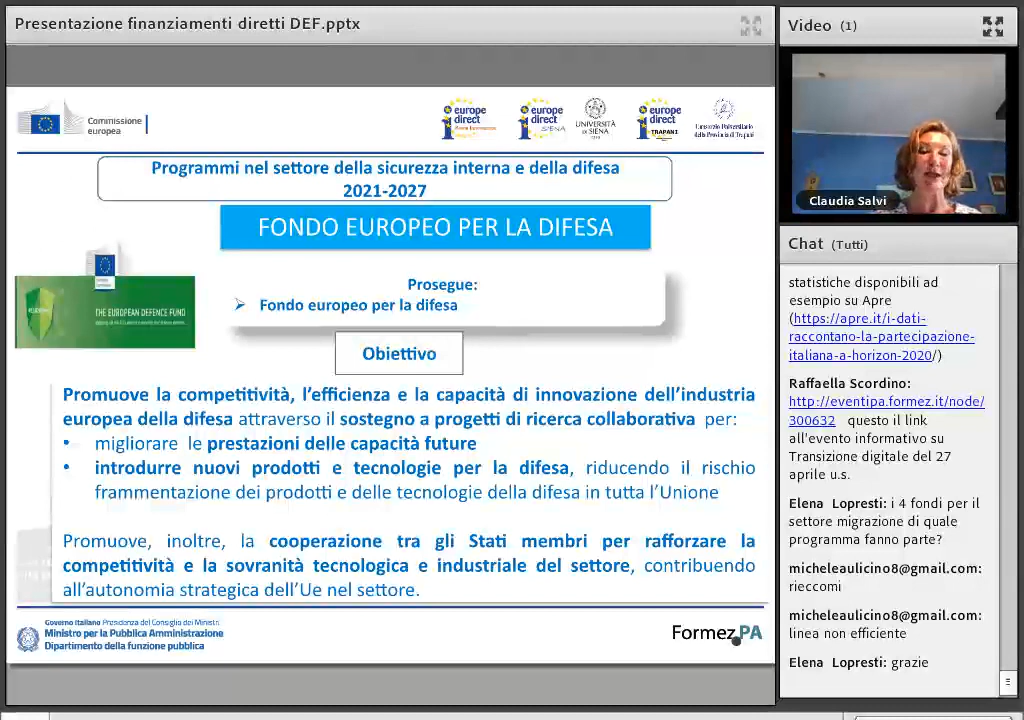 Presentazione finanziamenti diretti DEF.pptx
Commissione
europea
europe
direct
europe
direct
SIENA
UNIVERSITÀ
DI SIENA
1240
europe
direct
TRAPANI
Consorzio Universitario
della Provincia di Trapani
Programmi nel settore della sicurezza interna e della difesa
2021-2027
FONDO EUROPEO PER LA DIFESA
THE EUROPEAN DEFENCE FUND
Prosegue:
➢ Fondo europeo per la difesa
Obiettivo
Promuove la competitività, l'efficienza e la capacità di innovazione dell'industria
europea della difesa attraverso il sostegno a progetti di ricerca collaborativa per:
• migliorare le prestazioni delle capacità future
• introdurre nuovi prodotti e tecnologie per la difesa, riducendo il rischio
frammentazione dei prodotti e delle tecnologie della difesa in tutta l'Unione
Promuove, inoltre, la cooperazione tra gli Stati membri per rafforzare la
competitività e la sovranità tecnologica e industriale del settore, contribuendo
all'autonomia strategica dell'Ue nel settore.
Governo Italiano Presidenza del Consiglio dei Ministri
Ministro per la Pubblica Amministrazione
Dipartimento della funzione pubblica
Formez PA
Video (1)
Claudia Salvi
Chat (Tutti)
statistiche disponibili ad
esempio su Apre
(https://apre.it/i-dati-
raccontano-la-partecipazione-
italiana-a-horizon-2020/)
Raffaella Scordino:
http://eventipa.formez.it/node/
300632 questo il link
all'evento informativo su
Transizione digitale del 27
aprile u.s.
Elena Lopresti: i 4 fondi per il
settore migrazione di quale
programma fanno parte?
micheleaulicino8@gmail.com:
rieccomi
micheleaulicino8@gmail.com:
linea non efficiente
Elena Lopresti: grazie